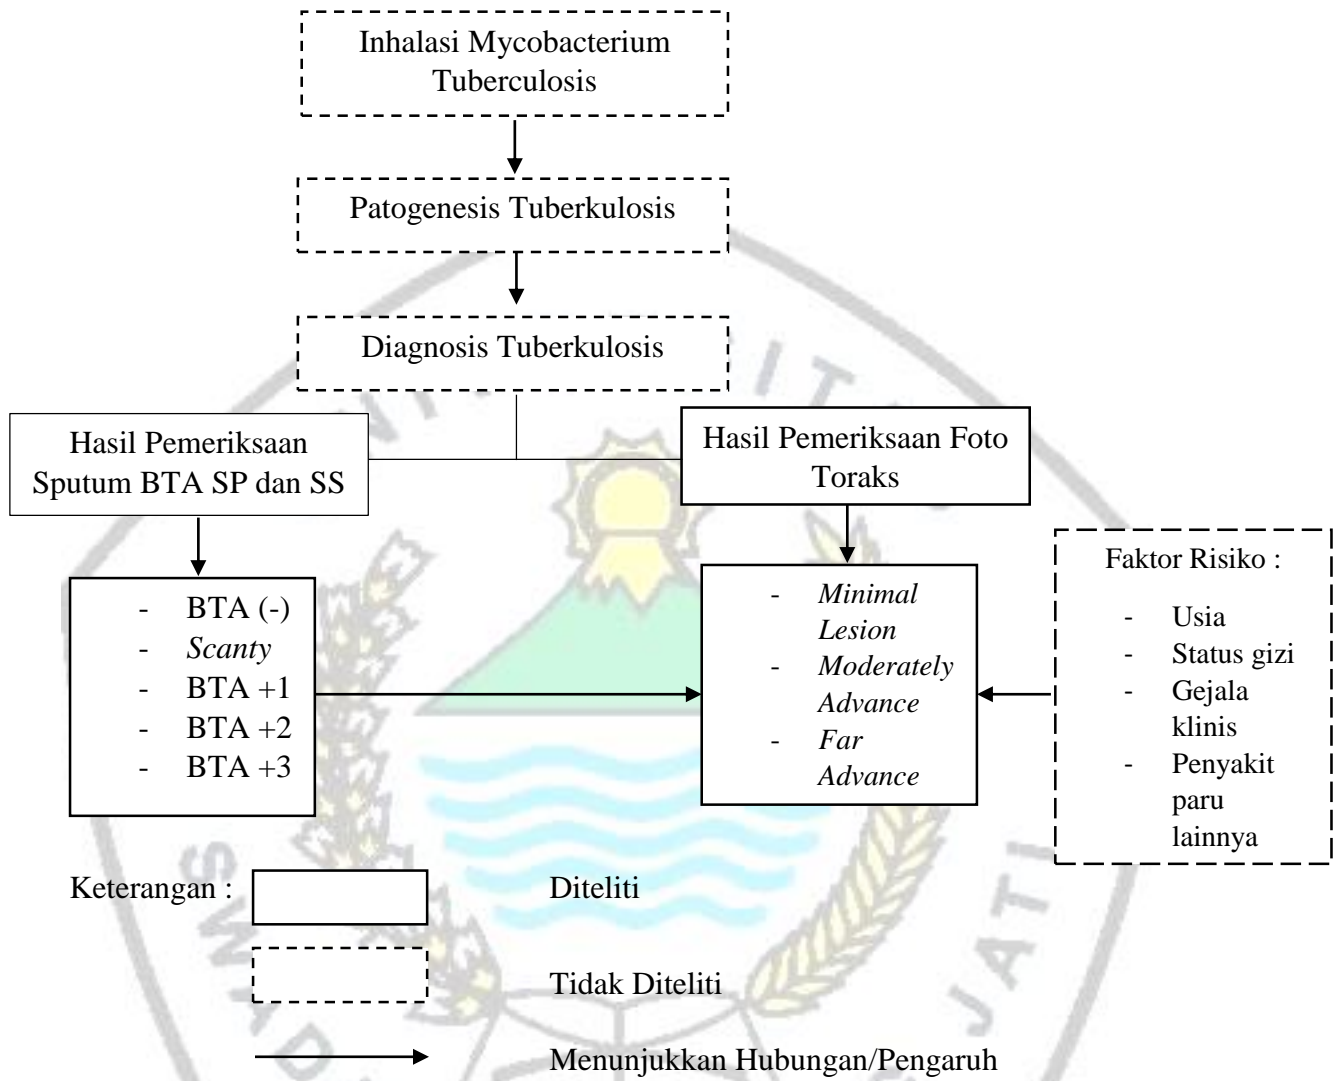 Inhalasi Mycobacterium
Tuberculosis
Patogenesis Tuberkulosis
Diagnosis Tuberkulosis
Hasil Pemeriksaan
Sputum BTA SP dan SS
Hasil Pemeriksaan Foto
Toraks
- BTA (-)
- Scanty
- BTA +1
- BTA +2
- BTA +3
- Minimal
Lesion
- Moderately
Advance
- Far
Advance
Faktor Risiko :
- Usia
- Status gizi
- Gejala
klinis
- Penyakit
paru
lainnya
Keterangan :
Diteliti
Tidak Diteliti
Menunjukkan Hubungan/Pengaruh
JATI